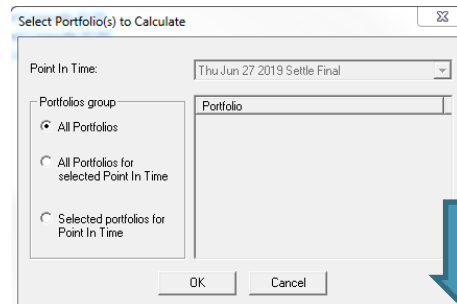 Select Portfolio(s) to Calculate
Point In Time:
Thu Jun 27 2019 Settle Final
Portfolios group
Portfolio
All Portfolios
All Portfolios for
selected Point In Time
Selected portfolios for
Point In Time
OK
Cancel